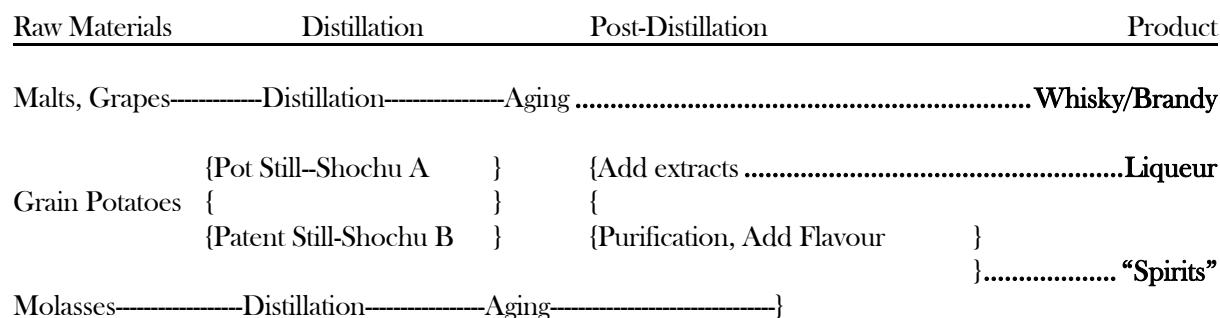 Raw Materials Distillation Post-Distillation Product
Malts, Grapes-------------Distillation-----------------Aging .................................................................. Whisky/Brandy
{Pot Still--Shochu A } {Add extracts .......................................................Liqueur
Grain Potatoes { } {
{Patent Still-Shochu B } {Purification, Add Flavour }
}................... “Spirits”
Molasses------------------Distillation-----------------Aging--------------------------------}